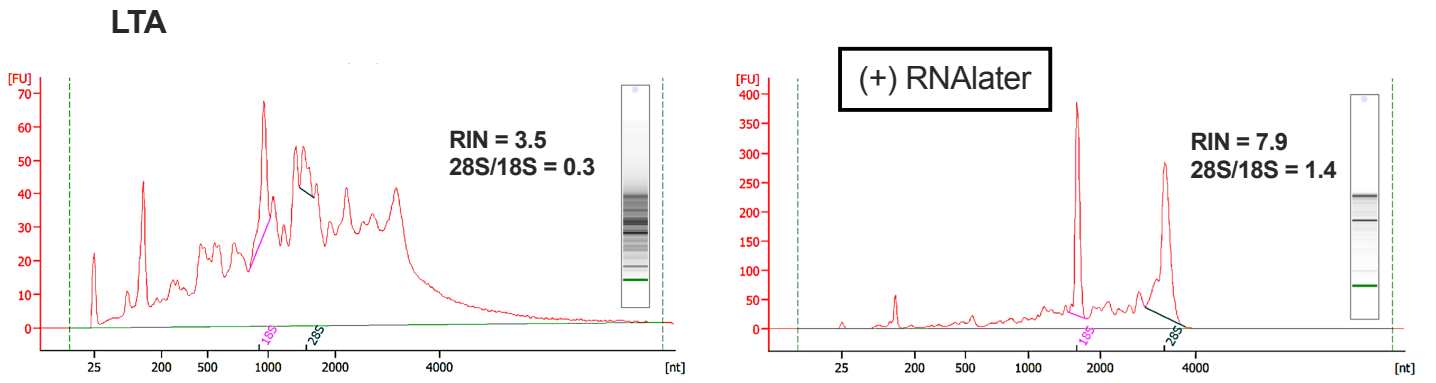 LTA
[FU]
70
60
50
40
30
20
10
0
RIN = 3.5
28S/18S = 0.3
18S
28S
25 200 500 1000 2000 4000 [nt]
(+) RNAlater
[FU]
400
350
300
250
200
150
100
50
0
RIN = 7.9
28S/18S = 1.4
18S
28S
25 200 500 1000 2000 4000 [nt]